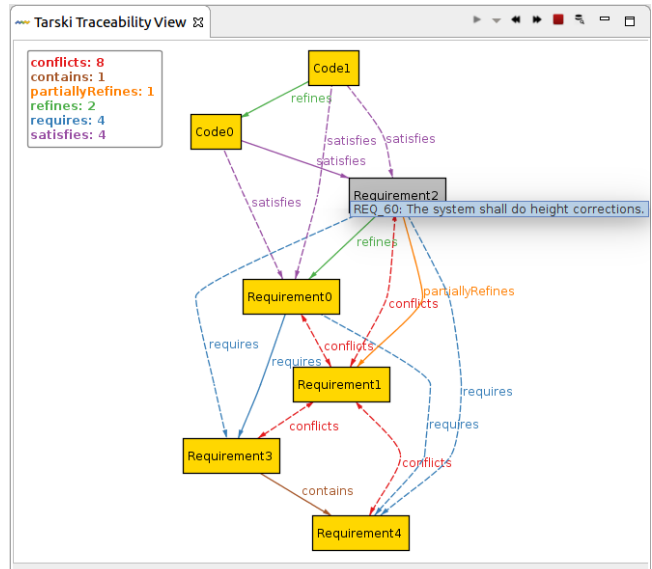 Tarski Traceability View
conflicts: 8
contains: 1
partiallyRefines: 1
refines: 2
requires: 4
satisfies: 4
Code1
refines
Code0
satisfies
satisfies
satisfies
satisfies
Requirement2
REQ_60: The system shall do height corrections.
refines
Requirement0
partiallyRefines
conflicts
requires
requires
conflicts
Requirement1
requires
requires
conflicts
Requirement3
conflicts
contains
Requirement4